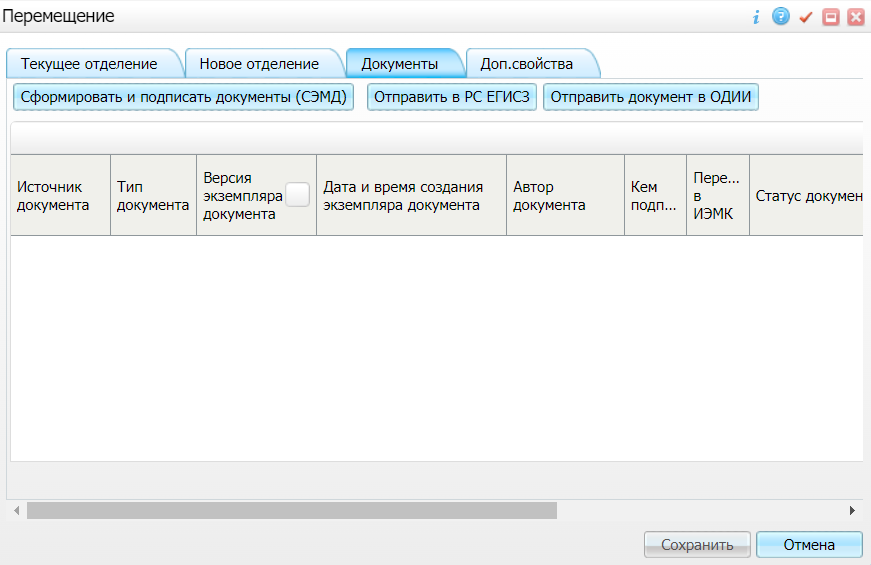 Перемещение
Текущее отделение Новое отделение Документы Доп.свойства
Сформировать и подписать документы (СЭМД) Отправить в РС ЕГИСЗ Отправить документ в ОДИИ
Источник
документа
Тип
документа
Версия
экземпляра
документа
Дата и время создания
экземпляра документа
Автор
документа
Кем
подп...
Пере...
в
ИЭМК
Статус докумен
Сохранить Отмена